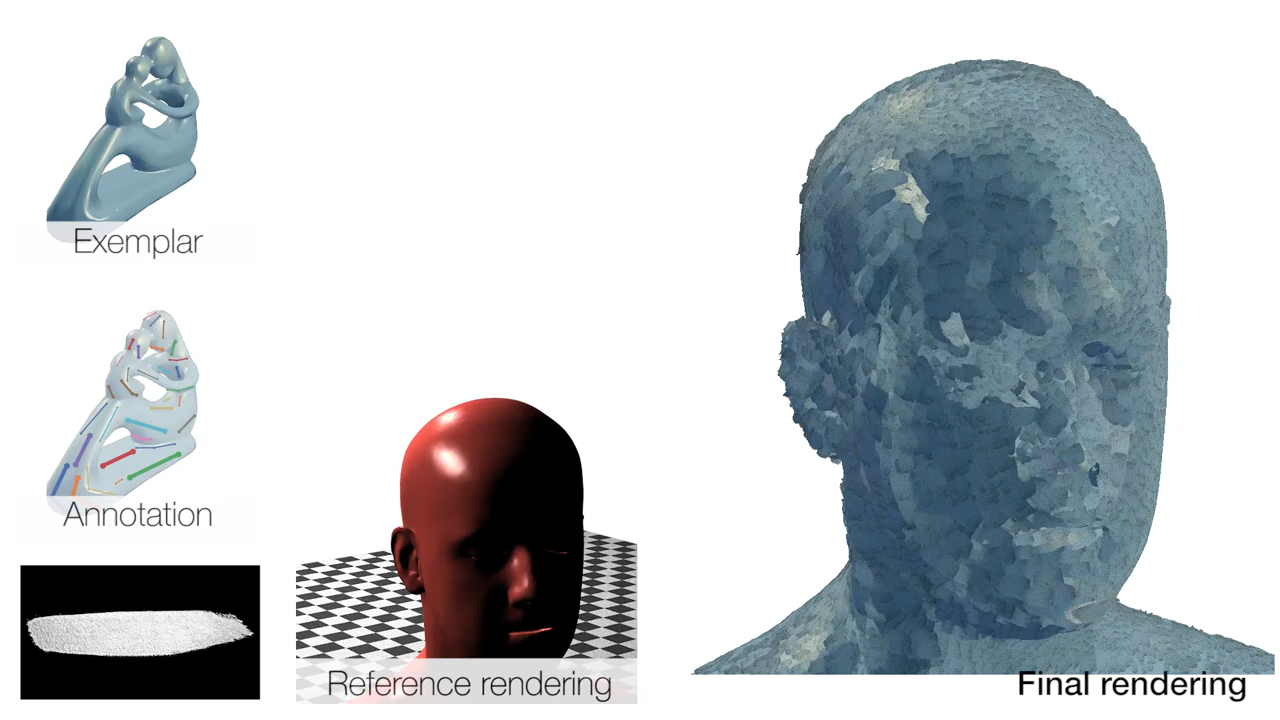 Exemplar
Annotation
Reference rendering
Final rendering